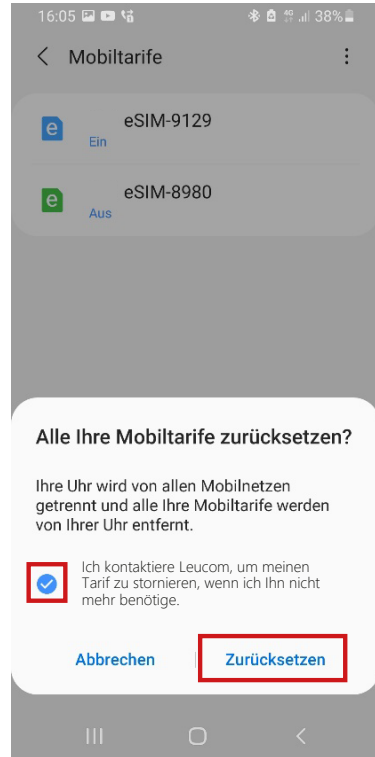 16:05 38%
Mobiltarife
e eSIM-9129
Ein
e eSIM-8980
Aus
Alle Ihre Mobiltarife zurücksetzen?
Ihre Uhr wird von allen Mobilnetzen
getrennt und alle Ihre Mobiltarife werden
von Ihrer Uhr entfernt.
Ich kontaktiere Leucom, um meinen
Tarif zu stornieren, wenn ich Ihn nicht
mehr benötige.
Abbrechen Zurücksetzen